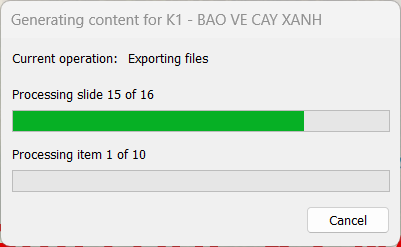 Generating content for K1 - BAO VE CAY XANH
Current operation: Exporting files
Processing slide 15 of 16
Processing item 1 of 10
Cancel